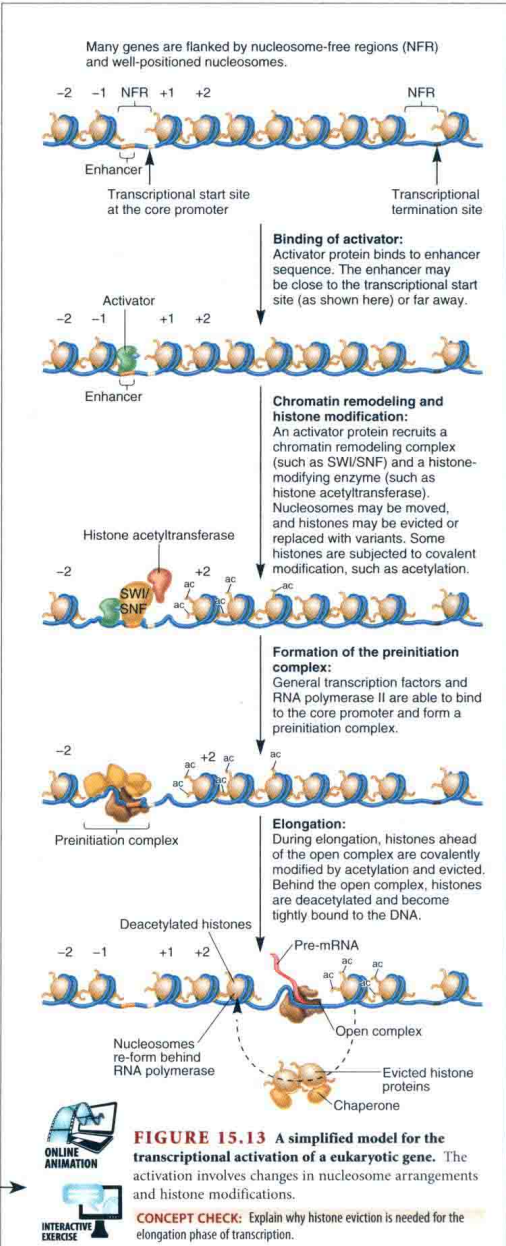 Many genes are flanked by nucleosome-free regions (NFR)
and well-positioned nucleosomes.
-2 -1 NFR +1 +2 NFR
Enhancer
Transcriptional start site
at the core promoter
Transcriptional
termination site
Binding of activator:
Activator protein binds to enhancer
sequence. The enhancer may
be close to the transcriptional start
site (as shown here) or far away.
Activator
-2 -1 +1 +2
Enhancer
Chromatin remodeling and
histone modification:
An activator protein recruits a
chromatin remodeling complex
(such as SWI/SNF) and a histone-
modifying enzyme (such as
histone acetyltransferase).
Nucleosomes may be moved,
and histones may be evicted or
replaced with variants. Some
histones are subjected to covalent
modification, such as acetylation.
Histone acetyltransferase
-2 +2
SWI/
SNF
ac ac ac ac ac
Formation of the preinitiation
complex:
General transcription factors and
RNA polymerase II are able to bind
to the core promoter and form a
preinitiation complex.
-2 +2
ac ac ac ac ac
Preinitiation complex
Elongation:
During elongation, histones ahead
of the open complex are covalently
modified by acetylation and evicted.
Behind the open complex, histones
are deacetylated and become
tightly bound to the DNA.
Deacetylated histones
Pre-mRNA
-2 -1 +1 +2
ac ac ac ac
Open complex
Nucleosomes
re-form behind
RNA polymerase
Evicted histone
proteins
Chaperone
ONLINE
ANIMATION
FIGURE 15.13 A simplified model for the
transcriptional activation of a eukaryotic gene. The
activation involves changes in nucleosome arrangements
and histone modifications.
INTERACTIVE
EXERCISE
CONCEPT CHECK: Explain why histone eviction is needed for the
elongation phase of transcription.